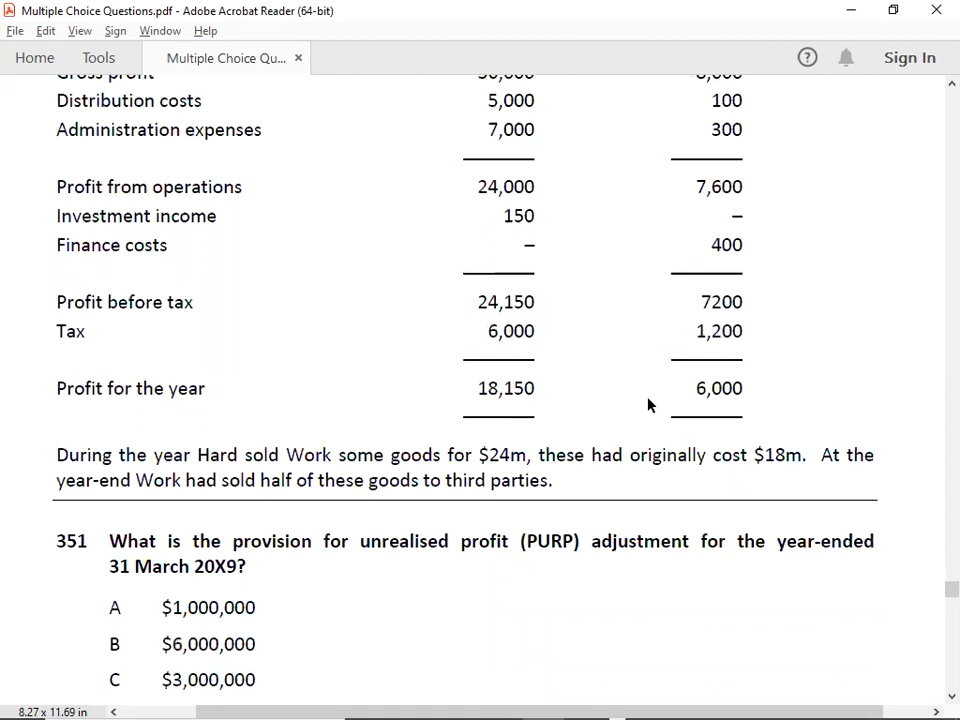 Multiple Choice Questions.pdf - Adobe Acrobat Reader (64-bit)
File Edit View Sign Window Help
Home Tools Multiple Choice Qu... × Sign In
Gross profit
Distribution costs 5,000 100
Administration expenses 7,000 300
Profit from operations 24,000 7,600
Investment income 150 –
Finance costs – 400
Profit before tax 24,150 7200
Tax 6,000 1,200
Profit for the year 18,150 6,000
During the year Hard sold Work some goods for $24m, these had originally cost $18m. At the
year-end Work had sold half of these goods to third parties.
351 What is the provision for unrealised profit (PURP) adjustment for the year-ended
31 March 20X9?
A $1,000,000
B $6,000,000
C $3,000,000
8.27 x 11.69 in